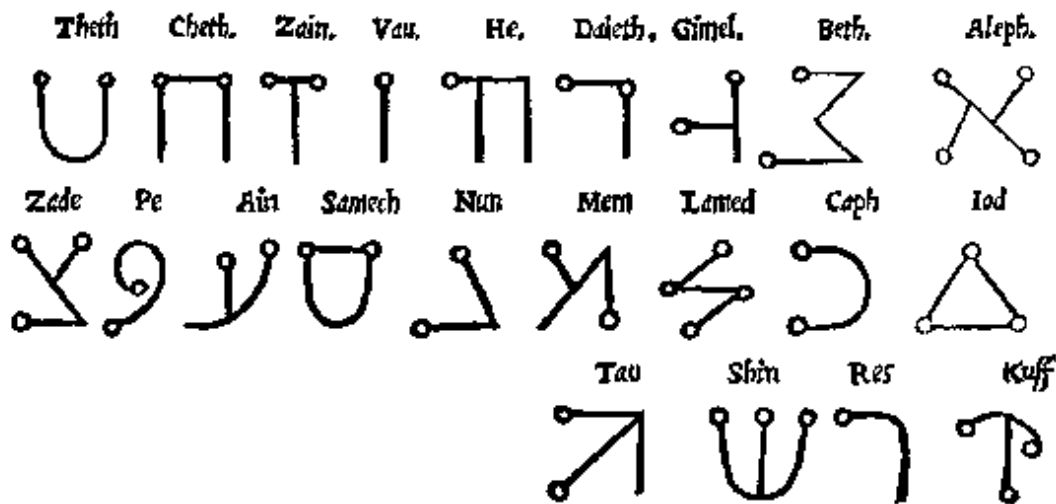 Theth Cheth. Zain. Vau. He. Daleth. Gimel. Beth. Aleph.
Zade Pe Ain Samech Nun Mem Lamed Caph Iod
Tau Shin Res Kuff